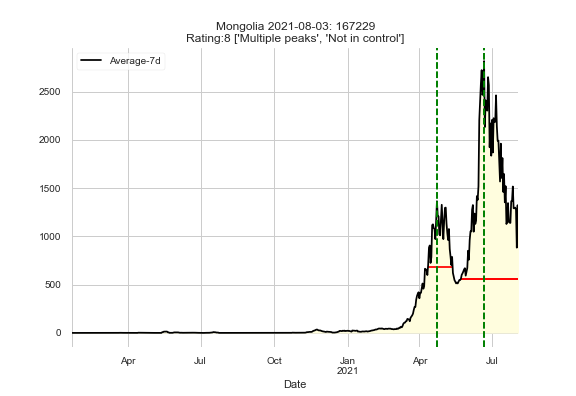 Mongolia 2021-08-03: 167229
Rating:8 ['Multiple peaks', 'Not in control']
Average-7d
2500
2000
1500
1000
500
0
Apr Jul Oct Jan Apr Jul
2021
Date